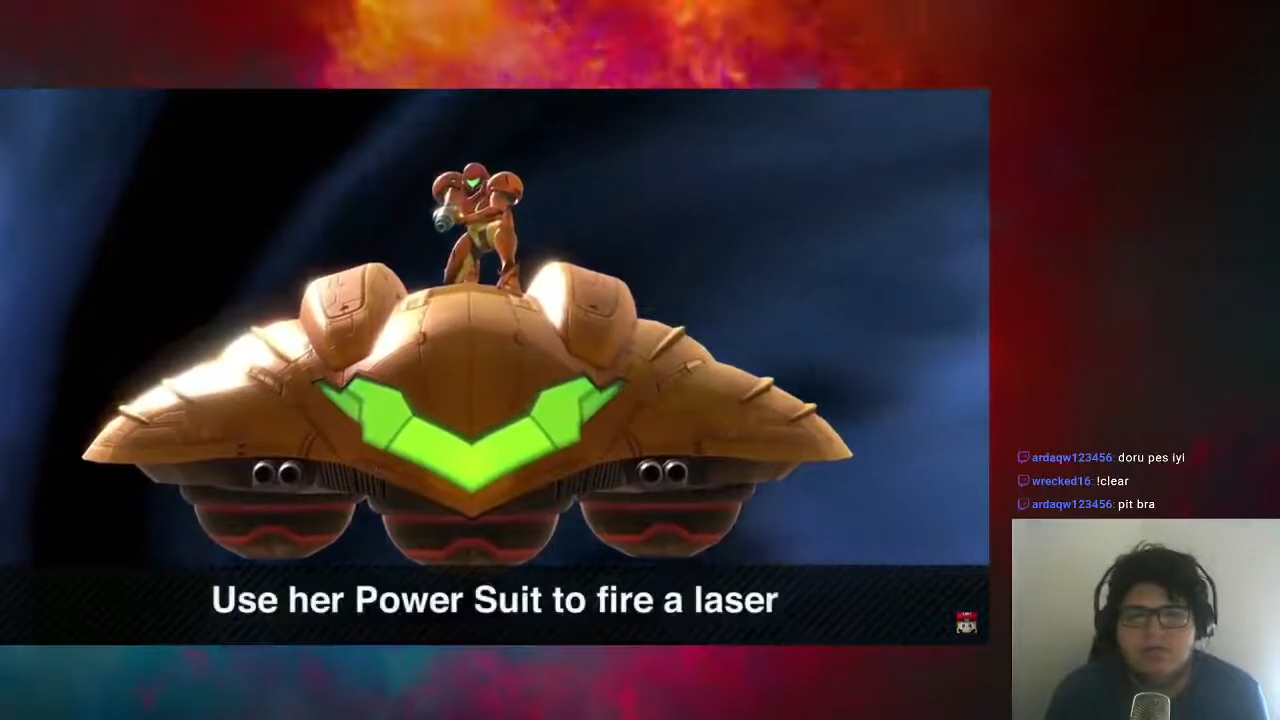 ardaqw123456: doru pes iyi
wrecked16: !clear
ardaqw123456: pit bra
Use her Power Suit to fire a laser